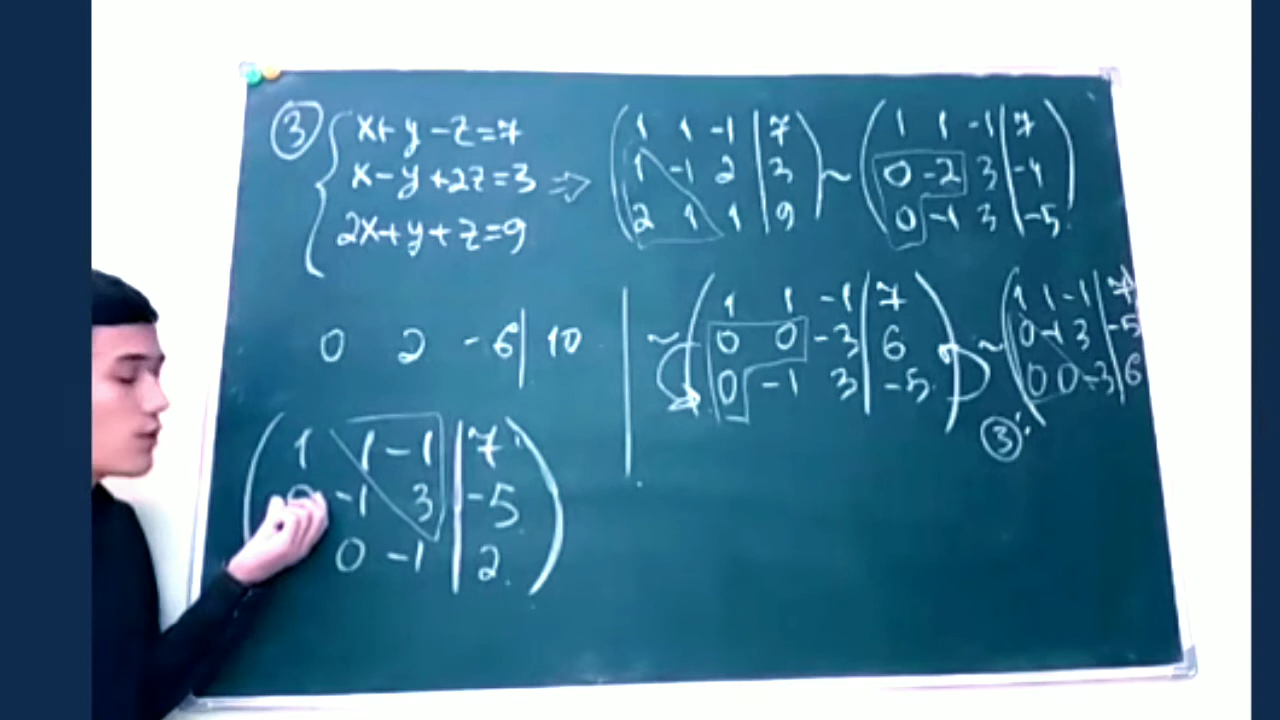 ③ { x+y-z=7
x-y+2z=3 ⇒
2x+y+z=9
( 1 1 -1 | 7
1 -1 2 | 3
2 1 1 | 9 ) ~
( 1 1 -1 | 7
0 -2 3 | -4
0 -1 3 | -5 )
0 2 -6 | 10
~ ( 1 1 -1 | 7
0 0 -3 | 6
0 -1 3 | -5 )
~ ( 1 1 -1 | 7
0 -1 3 | -5
0 0 -3 | 6
③:
( 1 1 -1 | 7
-1 3 | -5
0 -1 | 2 )